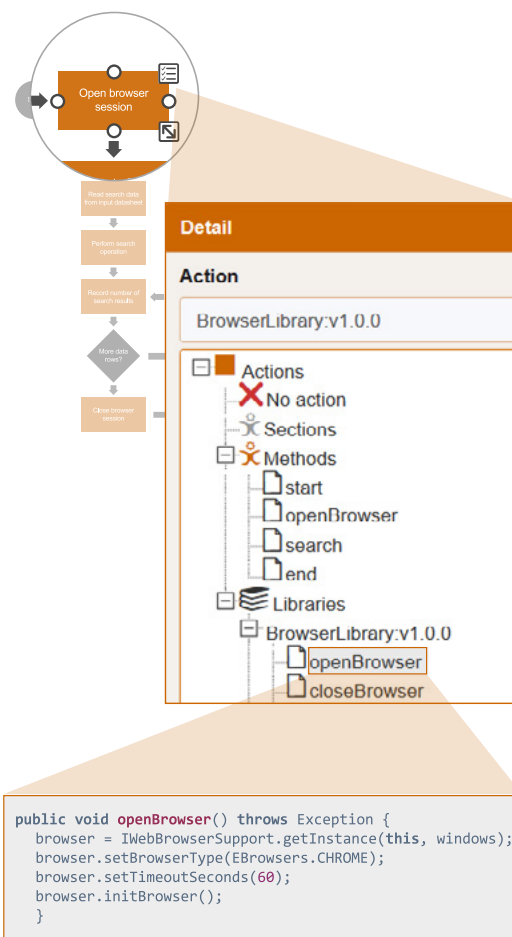 Open browser
session
Read search data
from input datasheet
Perform search
operation
Record number of
search results
More data
rows?
Close browser
session
Detail
Action
BrowserLibrary:v1.0.0
Actions
No action
Sections
Methods
start
openBrowser
search
end
Libraries
BrowserLibrary:v1.0.0
openBrowser
closeBrowser
public void openBrowser() throws Exception {
browser = IWebBrowserSupport.getInstance(this, windows);
browser.setBrowserType(EBrowsers.CHROME);
browser.setTimeoutSeconds(60);
browser.initBrowser();
}